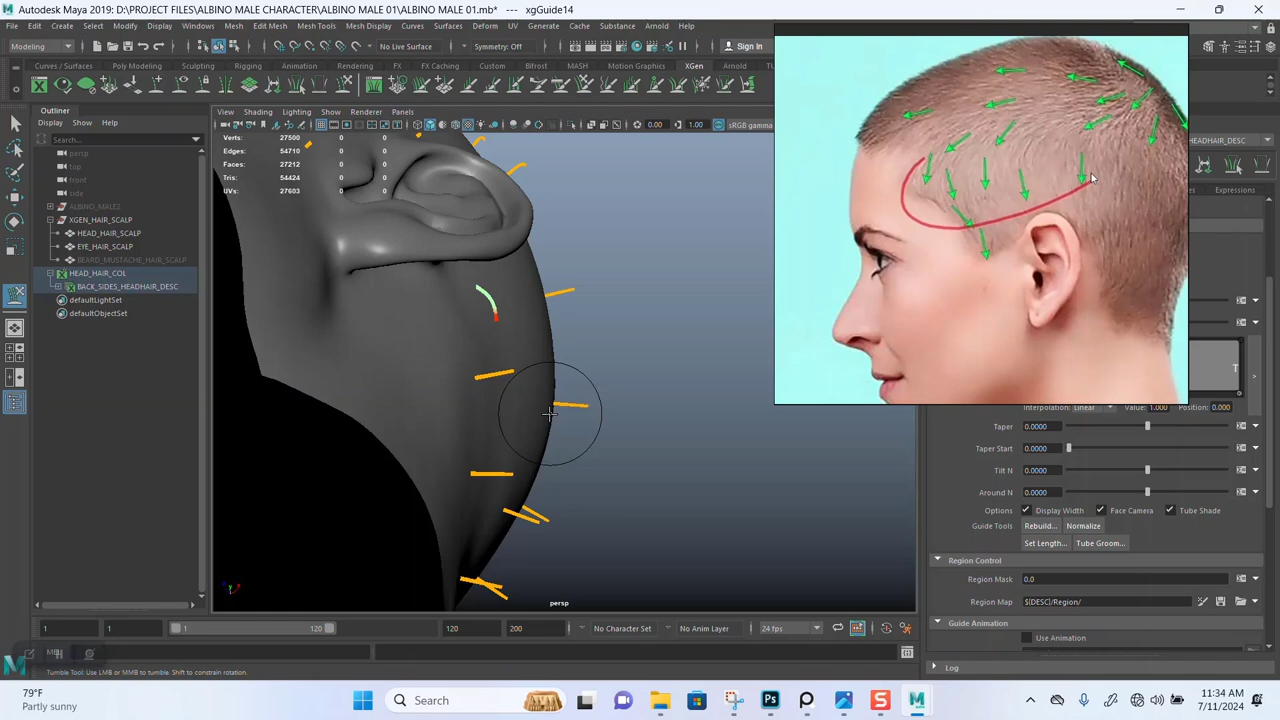 Autodesk Maya 2019: D:\PROJECT FILES\ALBINO MALE CHARACTER\ALBINO MALE 01\ALBINO MALE 01.mb*   ---   xgGuide14
File Edit Create Select Modify Display Windows Mesh Edit Mesh Mesh Tools Mesh Display Curves Surfaces Deform UV Generate Cache Substance Arnold Help
Modeling No Live Surface Symmetry: Off Sign In
Curves / Surfaces Poly Modeling Sculpting Rigging Animation Rendering FX FX Caching Custom Bifrost MASH Motion Graphics XGen Arnold
Outliner
Display Show Help
Search...
persp
top
front
side
ALBINO_MALE2
XGEN_HAIR_SCALP
HEAD_HAIR_SCALP
EYE_HAIR_SCALP
BEARD_MUSTACHE_HAIR_SCALP
HEAD_HAIR_COL
BACK_SIDES_HEADHAIR_DESC
defaultLightSet
defaultObjectSet
View Shading Lighting Show Renderer Panels
0.00 1.00 sRGB gamma
Verts: 27500 0 0
Edges: 54710 0 0
Faces: 27212 0 0
Tris: 54424 0 0
UVs: 27603 0 0
persp
HEADHAIR_DESC
Expressions
Interpolation: Linear Value: 1.000 Position: 0.000
Taper 0.0000
Taper Start 0.0000
Tilt N 0.0000
Around N 0.0000
Options Display Width Face Camera Tube Shade
Guide Tools Rebuild... Normalize
Set Length... Tube Groom...
Region Control
Region Mask 0.0
Region Map ${DESC}/Region/
Guide Animation
Use Animation
Log
1 1 1 120 120 200 No Character Set No Anim Layer 24 fps
Tumble Tool: Use LMB or MMB to tumble. Shift to constrain rotation.
79°F
Partly sunny
Search
11:34 AM
7/11/2024